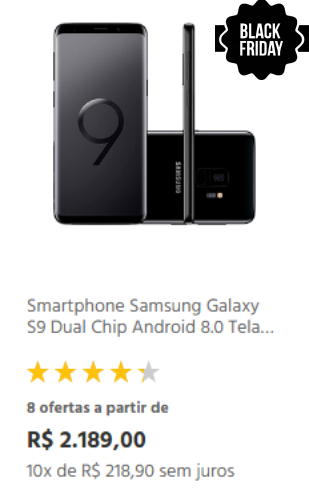 BLACK
FRIDAY
9
SAMSUNG
Smartphone Samsung Galaxy
S9 Dual Chip Android 8.0 Tela...
8 ofertas a partir de
R$ 2.189,00
10x de R$ 218,90 sem juros